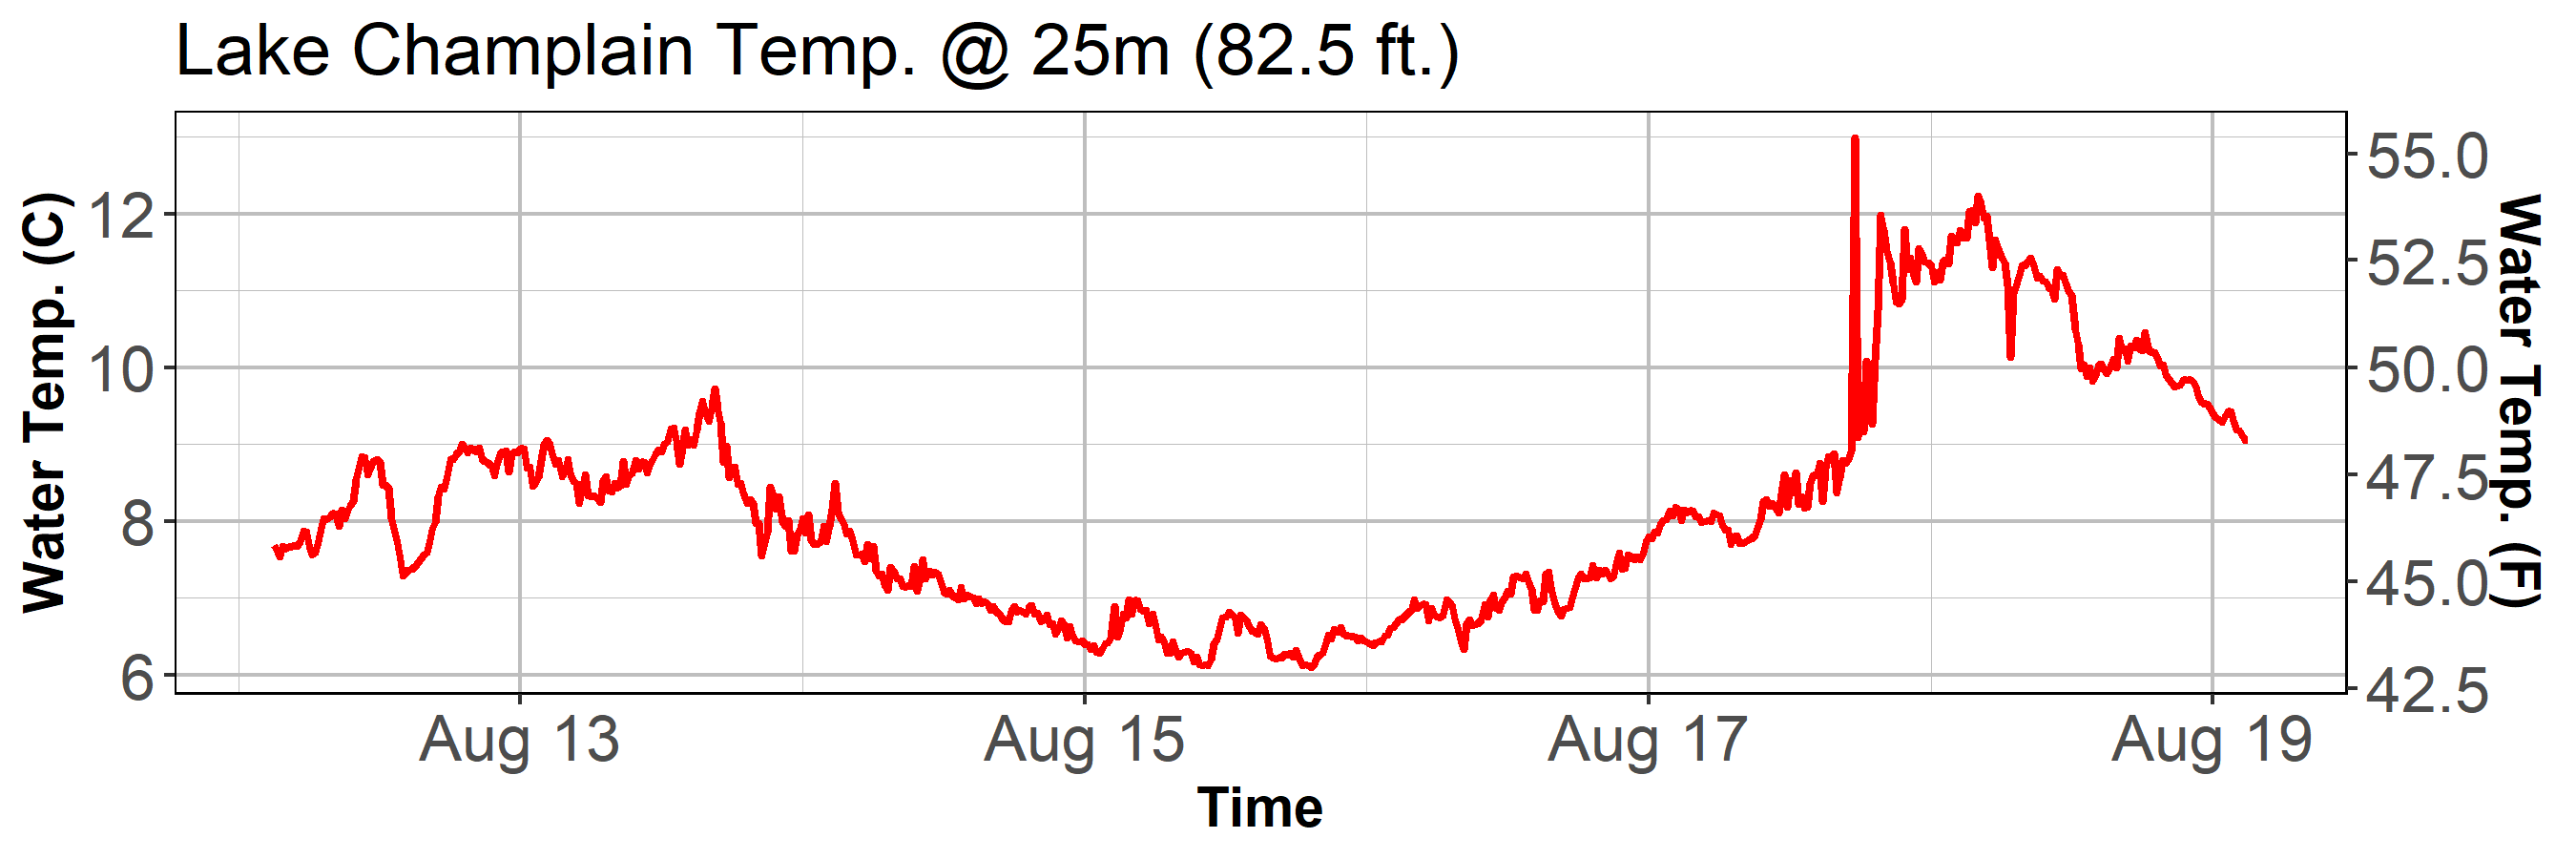 Lake Champlain Temp. @ 25m (82.5 ft.)
Water Temp. (C)
12
10
8
6
55.0
52.5
50.0
47.5
45.0
42.5
Water Temp. (F)
Aug 13 Aug 15 Aug 17 Aug 19
Time